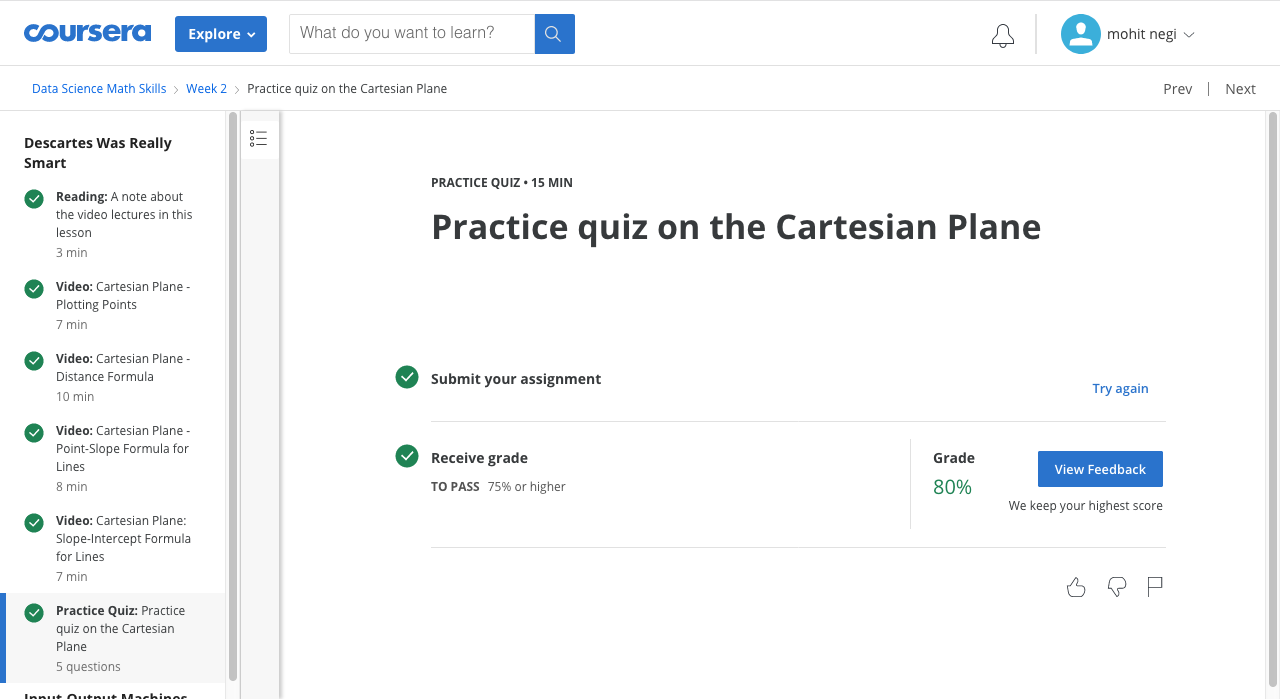 coursera
Explore
What do you want to learn?
mohit negi
Data Science Math Skills
Week 2
Practice quiz on the Cartesian Plane
Prev
Next
Descartes Was Really
Smart
Reading: A note about
the video lectures in this
lesson
3 min
Video: Cartesian Plane -
Plotting Points
7 min
Video: Cartesian Plane -
Distance Formula
10 min
Video: Cartesian Plane -
Point-Slope Formula for
Lines
8 min
Video: Cartesian Plane:
Slope-Intercept Formula
for Lines
7 min
Practice Quiz: Practice
quiz on the Cartesian
Plane
5 questions
Input-Output Machines
PRACTICE QUIZ • 15 MIN
Practice quiz on the Cartesian Plane
Submit your assignment
Try again
Receive grade
TO PASS 75% or higher
Grade
80%
View Feedback
We keep your highest score